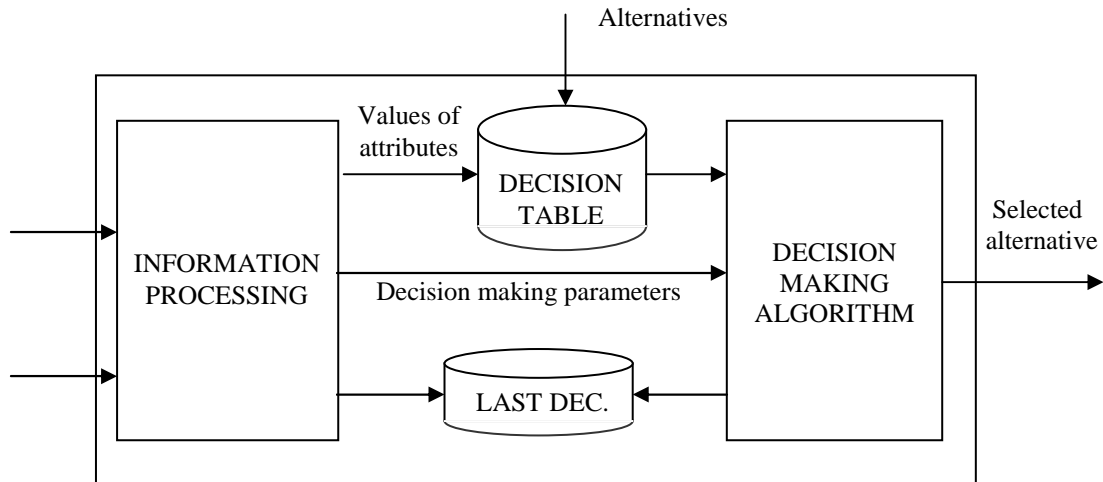 Alternatives
Values of
attributes
DECISION
TABLE
Selected
alternative
INFORMATION
PROCESSING
Decision making parameters
DECISION
MAKING
ALGORITHM
LAST DEC.